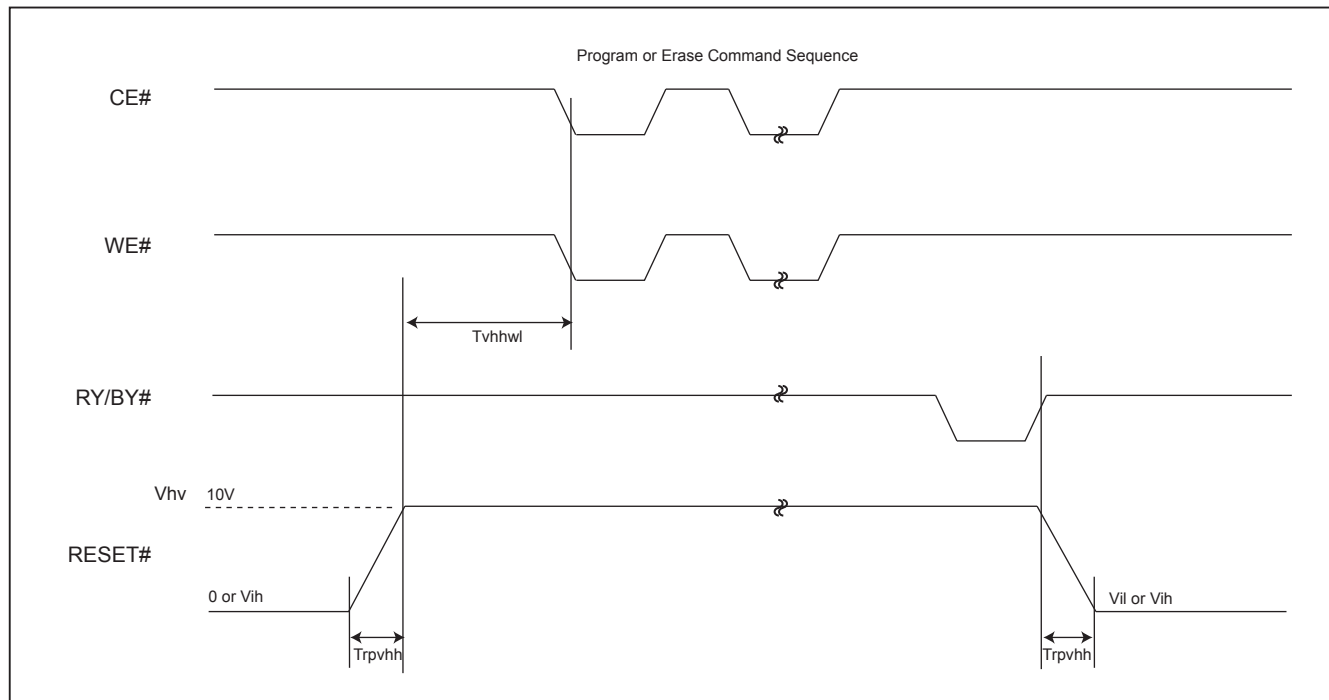 Program or Erase Command Sequence
CE#
WE#
Tvhhwl
RY/BY#
Vhv 10V
RESET#
0 or Vih
Vil or Vih
Trpvhh
Trpvhh